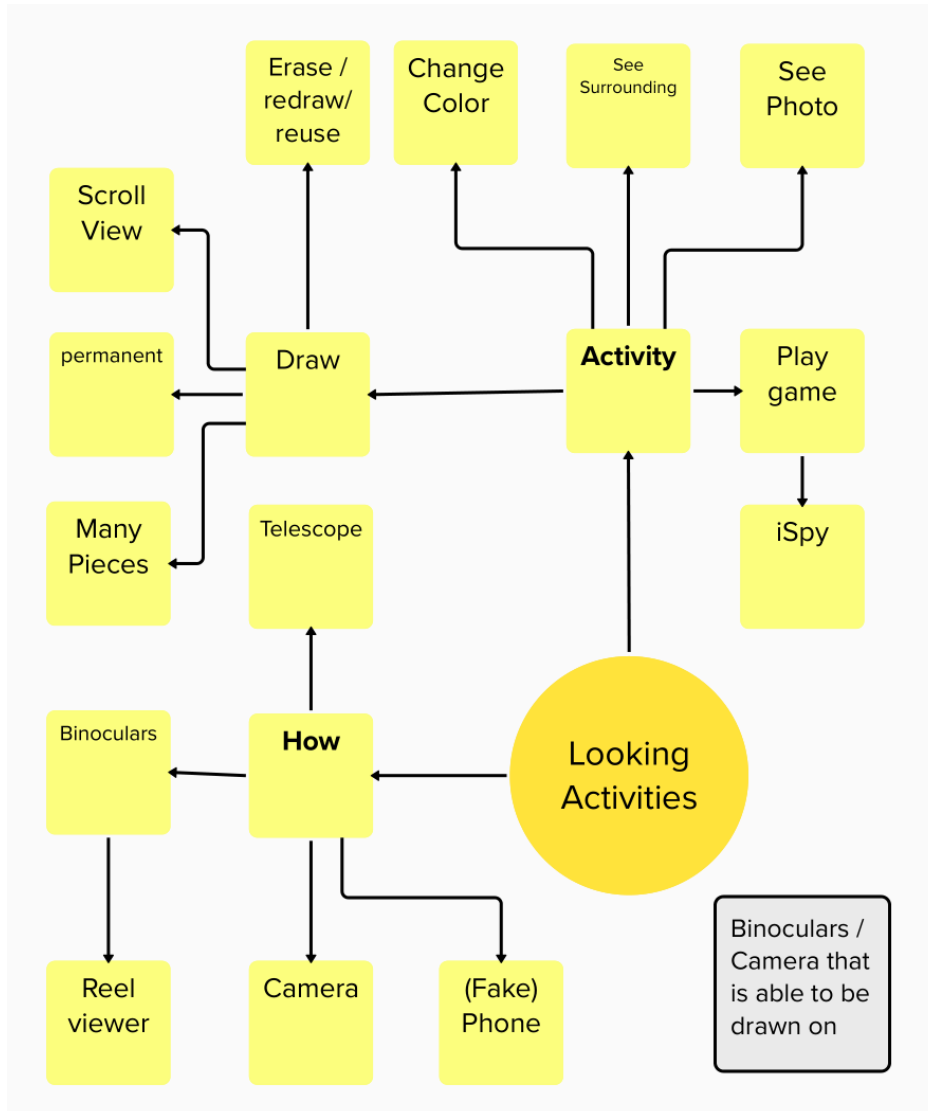 Erase /
redraw/
reuse
Change
Color
See
Surrounding
See
Photo
Scroll
View
permanent
Draw
Activity
Play
game
Many
Pieces
Telescope
iSpy
Binoculars
How
Looking
Activities
Reel
viewer
Camera
(Fake)
Phone
Binoculars /
Camera that
is able to be
drawn on